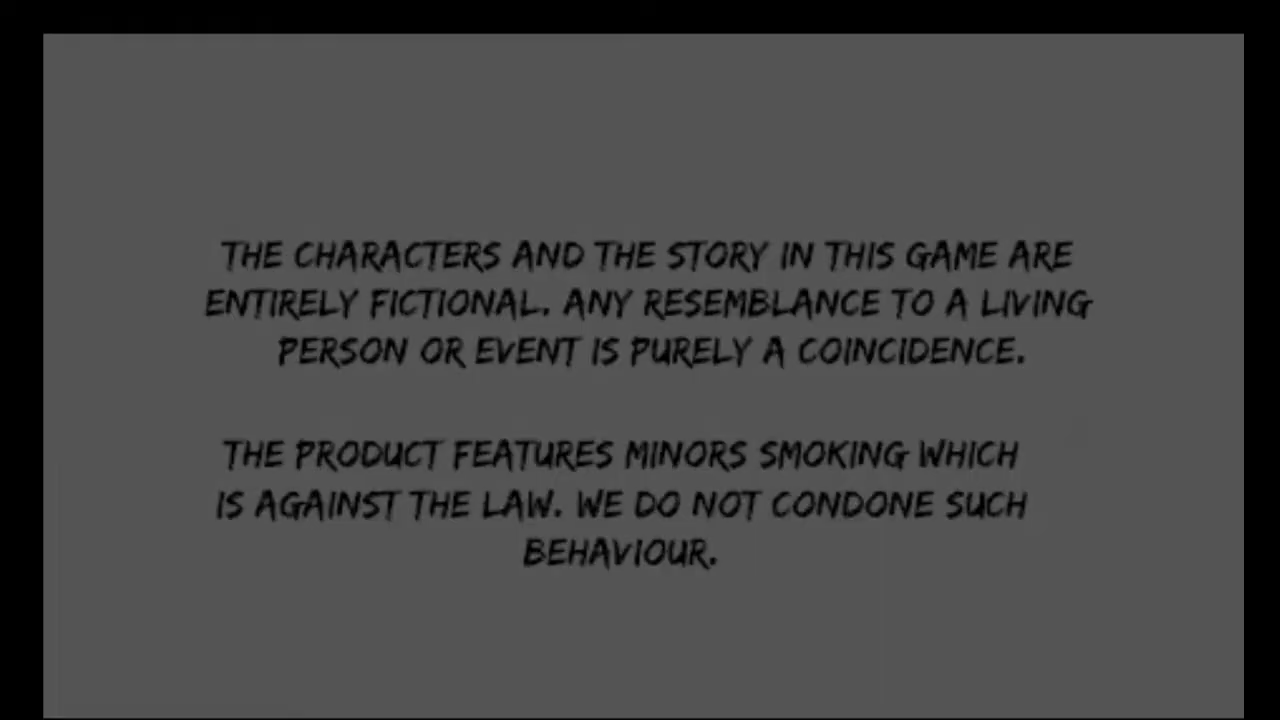 THE CHARACTERS AND THE STORY IN THIS GAME ARE
ENTIRELY FICTIONAL. ANY RESEMBLANCE TO A LIVING
PERSON OR EVENT IS PURELY A COINCIDENCE.
THE PRODUCT FEATURES MINORS SMOKING WHICH
IS AGAINST THE LAW. WE DO NOT CONDONE SUCH
BEHAVIOUR.